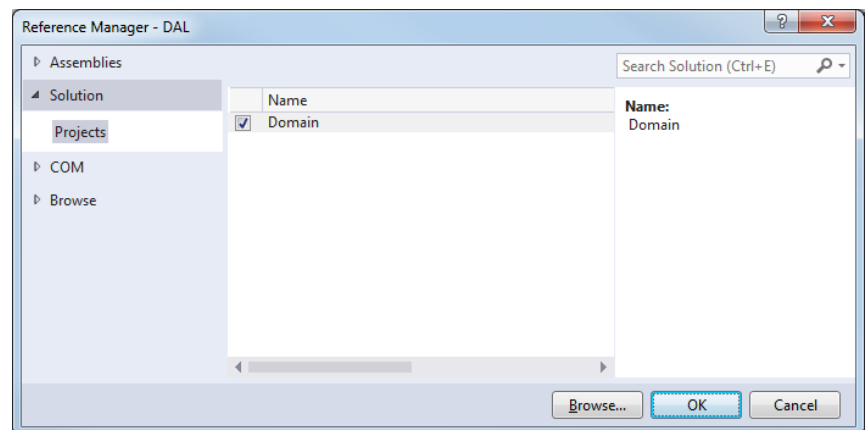 Reference Manager - DAL
Assemblies
Search Solution (Ctrl+E)
Solution
Projects
COM
Browse
Name
Domain
Name:
Domain
Browse...
OK
Cancel